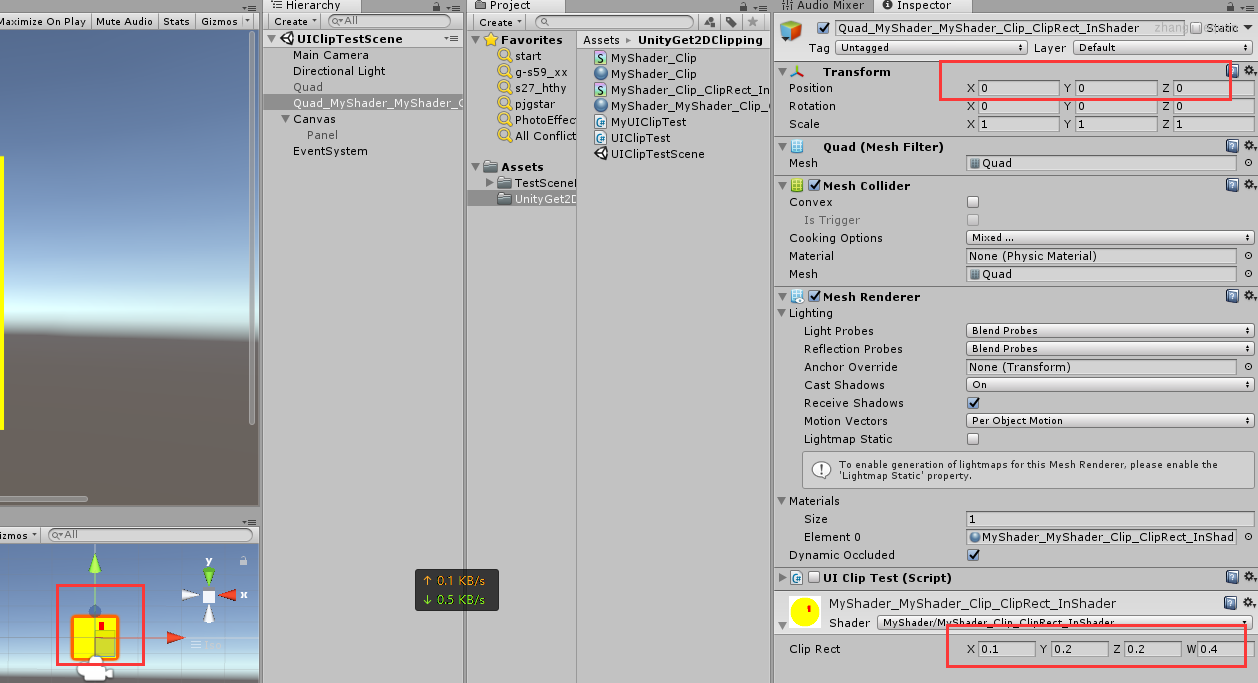 Maximize On Play Mute Audio Stats Gizmos
Hierarchy
Create All
UIClipTestScene
Main Camera
Directional Light
Quad
Quad_MyShader_MyShader_C
Canvas
Panel
EventSystem
Project
Create
Favorites
start
g-s59_xx
s27_hthy
pjgstar
PhotoEffect
All Conflict
Assets
TestScene
UnityGet2D
Assets UnityGet2DClipping
MyShader_Clip
MyShader_Clip
MyShader_Clip_ClipRect_In
MyShader_MyShader_Clip_
MyUIClipTest
UIClipTest
UIClipTestScene
Audio Mixer Inspector
Quad_MyShader_MyShader_Clip_ClipRect_InShader Static
Tag Untagged Layer Default
Transform
Position X 0 Y 0 Z 0
Rotation X 0 Y 0 Z 0
Scale X 1 Y 1 Z 1
Quad (Mesh Filter)
Mesh Quad
Mesh Collider
Convex
Is Trigger
Cooking Options Mixed ...
Material None (Physic Material)
Mesh Quad
Mesh Renderer
Lighting
Light Probes Blend Probes
Reflection Probes Blend Probes
Anchor Override None (Transform)
Cast Shadows On
Receive Shadows
Motion Vectors Per Object Motion
Lightmap Static
To enable generation of lightmaps for this Mesh Renderer, please enable the
'Lightmap Static' property.
Materials
Size 1
Element 0 MyShader_MyShader_Clip_ClipRect_InShad
Dynamic Occluded
UI Clip Test (Script)
MyShader_MyShader_Clip_ClipRect_InShader
Shader MyShader/MyShader_Clip_ClipRect_InShader
Clip Rect X 0.1 Y 0.2 Z 0.2 W 0.4
izmos All
y
x
↑ 0.1 KB/s
↓ 0.5 KB/s